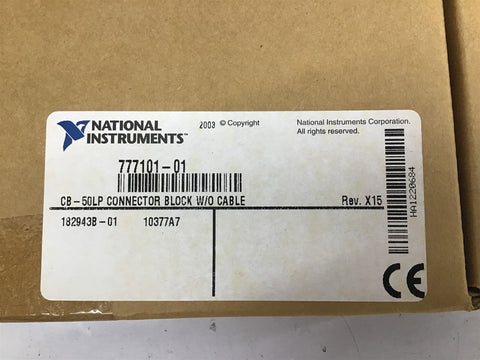 NATIONAL INSTRUMENTS™
2003 © Copyright
National Instruments Corporation.
All rights reserved.
777101-01
CB-50LP CONNECTOR BLOCK W/O CABLE
Rev. X15
182943B-01 10377A7
HA1220684
CE